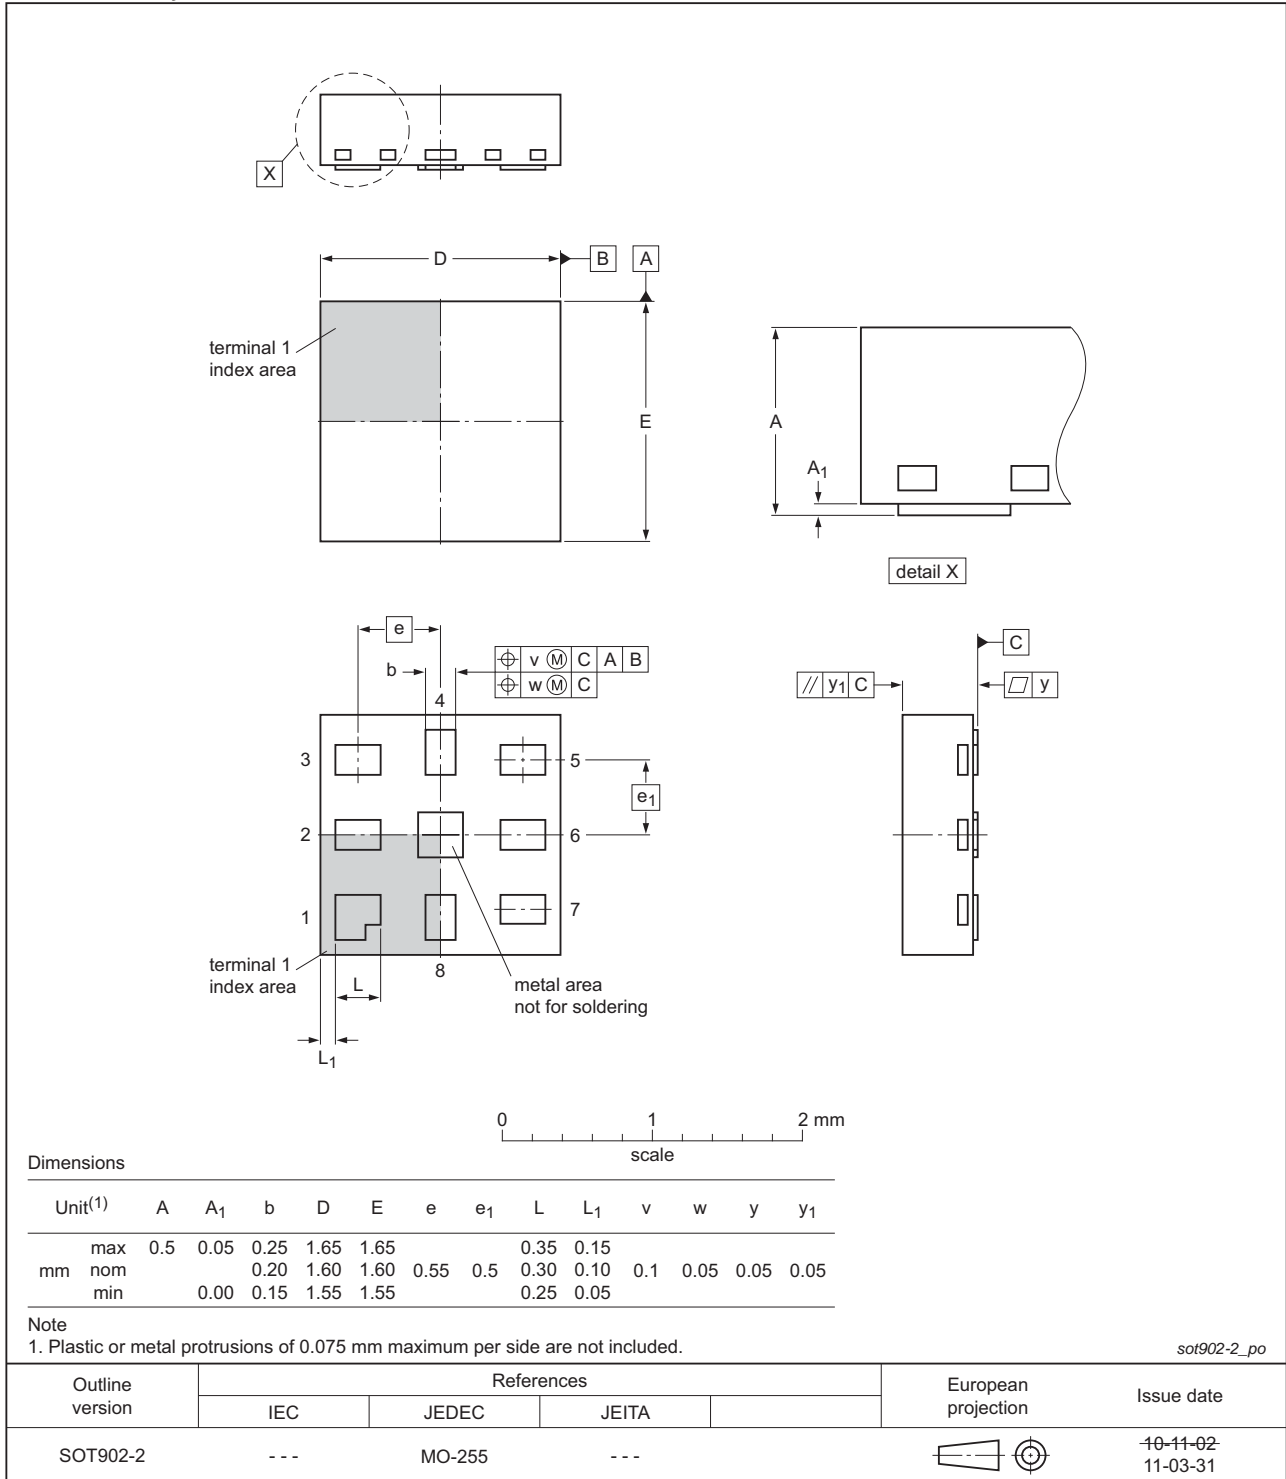 X
D
B
A
terminal 1
index area
E
A
A1
detail X
e
b
v M C A B
w M C
4
3
5
e1
2
6
1
7
8
terminal 1
index area
L
L1
metal area
not for soldering
C
// y1 C
y
0 1 2 mm
scale
Dimensions
Unit(1) A A1 b D E e e1 L L1 v w y y1
max 0.5 0.05 0.25 1.65 1.65 0.35 0.15
mm nom 0.20 1.60 1.60 0.55 0.5 0.30 0.10 0.1 0.05 0.05 0.05
min 0.00 0.15 1.55 1.55 0.25 0.05
Note
1. Plastic or metal protrusions of 0.075 mm maximum per side are not included.
sot902-2_po
Outline
version
References
IEC JEDEC JEITA
European
projection
Issue date
SOT902-2 - - - MO-255 - - -
10-11-02
11-03-31